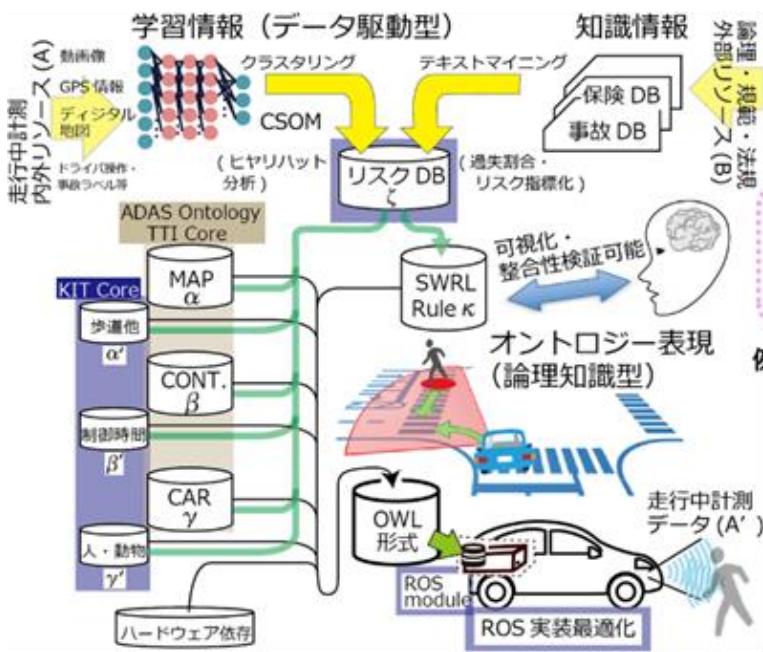 学習情報（データ駆動型）
知識情報
走行中計測
内外リソース(A)
動画像
GPS 情報
ディジタル
地図
ドライバ操作・
事故ラベル等
クラスタリング
テキストマイニング
CSOM
保険 DB
事故 DB
論理・規範・法規
外部リソース(B)
(ヒヤリハット
分析)
リスク DB
ζ
(過失割合・
リスク指標化)
ADAS Ontology
TTI Core
KIT Core
MAP
α
歩道他
α′
CONT.
β
制御時間
β′
CAR
γ
人・動物
γ′
ハードウェア依存
SWRL
Rule κ
可視化・
整合性検証可能
オントロジー表現
(論理知識型)
OWL
形式
走行中計測
データ(A′)
ROS
module
ROS 実装最適化